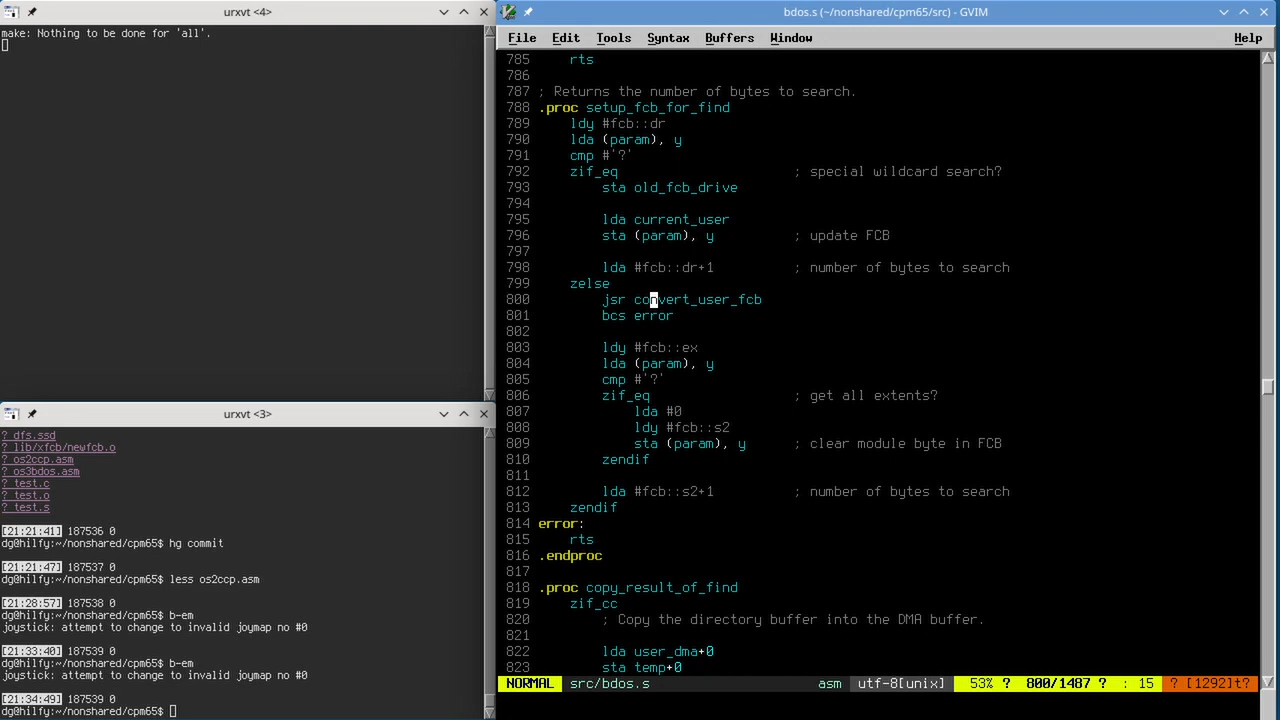 urxvt <4>
make: Nothing to be done for 'all'.
urxvt <3>
? dfs.ssd
? lib/xfcb/newfcb.o
? os2ccp.asm
? os3bdos.asm
? test.c
? test.o
? test.s
[21:21:41] 187536 0
dg@hilfy:~/nonshared/cpm65$ hg commit
[21:21:47] 187537 0
dg@hilfy:~/nonshared/cpm65$ less os2ccp.asm
[21:28:57] 187538 0
dg@hilfy:~/nonshared/cpm65$ b-em
joystick: attempt to change to invalid joymap no #0
[21:33:40] 187539 0
dg@hilfy:~/nonshared/cpm65$ b-em
joystick: attempt to change to invalid joymap no #0
[21:34:49] 187539 0
dg@hilfy:~/nonshared/cpm65$
bdos.s (~/nonshared/cpm65/src) - GVIM
File Edit Tools Syntax Buffers Window Help
785 rts
786
787 ; Returns the number of bytes to search.
788 .proc setup_fcb_for_find
789 ldy #fcb::dr
790 lda (param), y
791 cmp #'?'
792 zif_eq ; special wildcard search?
793 sta old_fcb_drive
794
795 lda current_user
796 sta (param), y ; update FCB
797
798 lda #fcb::dr+1 ; number of bytes to search
799 zelse
800 jsr convert_user_fcb
801 bcs error
802
803 ldy #fcb::ex
804 lda (param), y
805 cmp #'?'
806 zif_eq ; get all extents?
807 lda #0
808 ldy #fcb::s2
809 sta (param), y ; clear module byte in FCB
810 zendif
811
812 lda #fcb::s2+1 ; number of bytes to search
813 zendif
814 error:
815 rts
816 .endproc
817
818 .proc copy_result_of_find
819 zif_cc
820 ; Copy the directory buffer into the DMA buffer.
821
822 lda user_dma+0
823 sta temp+0
NORMAL src/bdos.s asm utf-8[unix] 53% ? 800/1487 ? : 15 ? [1292]t?